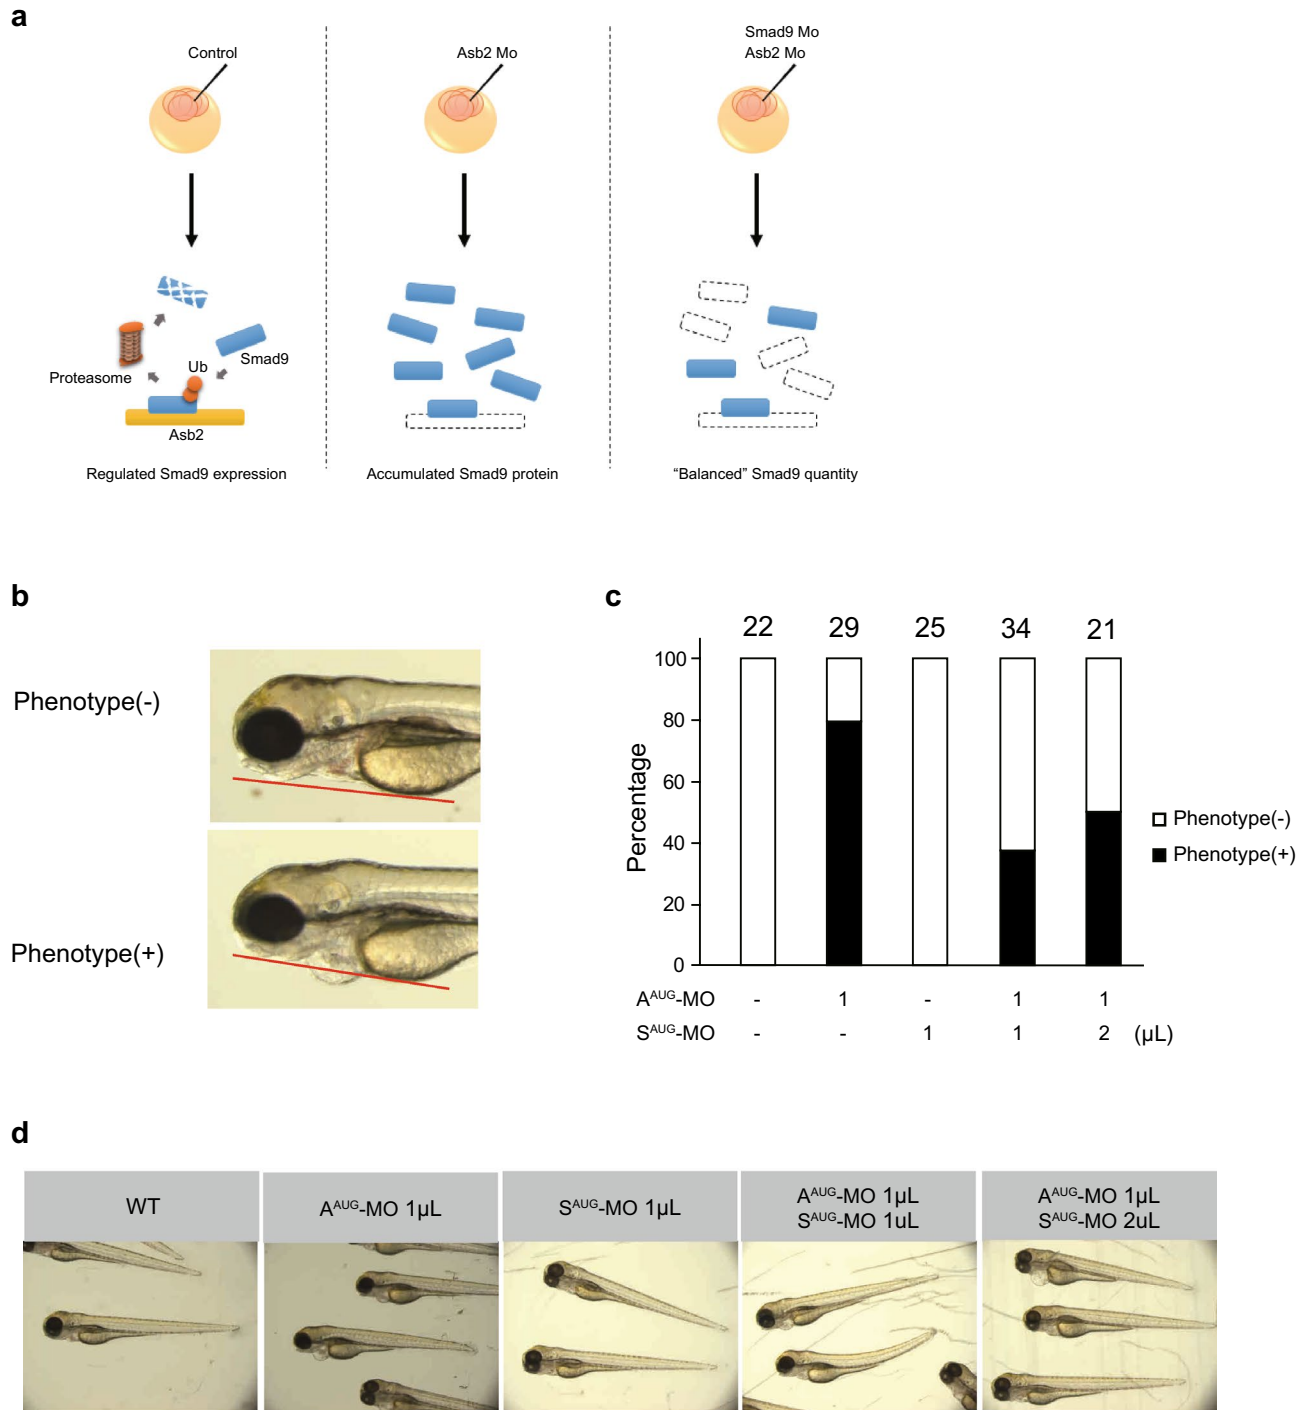 a
Control
Asb2 Mo
Smad9 Mo
Asb2 Mo
Proteasome
Ub
Smad9
Asb2
Regulated Smad9 expression
Accumulated Smad9 protein
“Balanced” Smad9 quantity
b
Phenotype(-)
Phenotype(+)
c
22 29 25 34 21
Percentage
100
80
60
40
20
0
Phenotype(-)
Phenotype(+)
A^AUG-MO - 1 - 1 1
S^AUG-MO - - 1 1 2 (µL)
d
WT
A^AUG-MO 1µL
S^AUG-MO 1µL
A^AUG-MO 1µL
S^AUG-MO 1uL
A^AUG-MO 1µL
S^AUG-MO 2uL